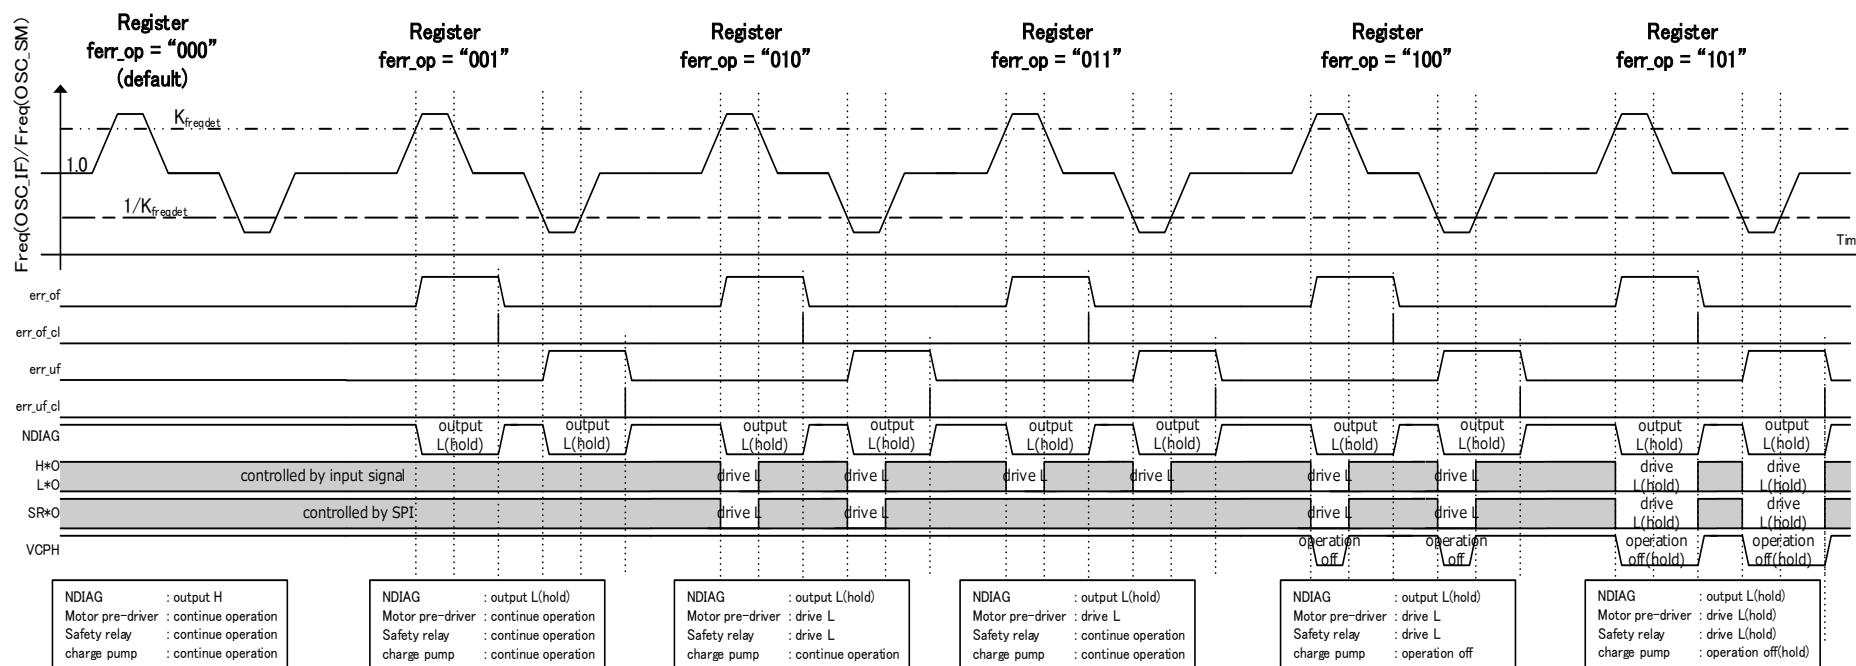 Register
ferr_op = “000”
(default)
Register
ferr_op = “001”
Register
ferr_op = “010”
Register
ferr_op = “011”
Register
ferr_op = “100”
Register
ferr_op = “101”
Freq(OSC_IF)/Freq(OSC_SM)
Kfreqdet
1.0
1/Kfreqdet
Tim
err_of
err_of_cl
err_uf
err_uf_cl
NDIAG
output L(hold)
output L(hold)
output L(hold)
output L(hold)
output L(hold)
output L(hold)
output L(hold)
output L(hold)
output L(hold)
output L(hold)
H*O
L*O
controlled by input signal
drive L
drive L
drive L
drive L
drive L
drive L
drive L(hold)
drive L(hold)
SR*O
controlled by SPI
drive L
drive L
drive L
drive L
drive L(hold)
drive L(hold)
VCPH
operation off
operation off
operation off(hold)
operation off(hold)
NDIAG : output H
Motor pre-driver : continue operation
Safety relay : continue operation
charge pump : continue operation
NDIAG : output L(hold)
Motor pre-driver : continue operation
Safety relay : continue operation
charge pump : continue operation
NDIAG : output L(hold)
Motor pre-driver : drive L
Safety relay : drive L
charge pump : continue operation
NDIAG : output L(hold)
Motor pre-driver : drive L
Safety relay : continue operation
charge pump : continue operation
NDIAG : output L(hold)
Motor pre-driver : drive L
Safety relay : drive L
charge pump : operation off
NDIAG : output L(hold)
Motor pre-driver : drive L(hold)
Safety relay : drive L(hold)
charge pump : operation off(hold)